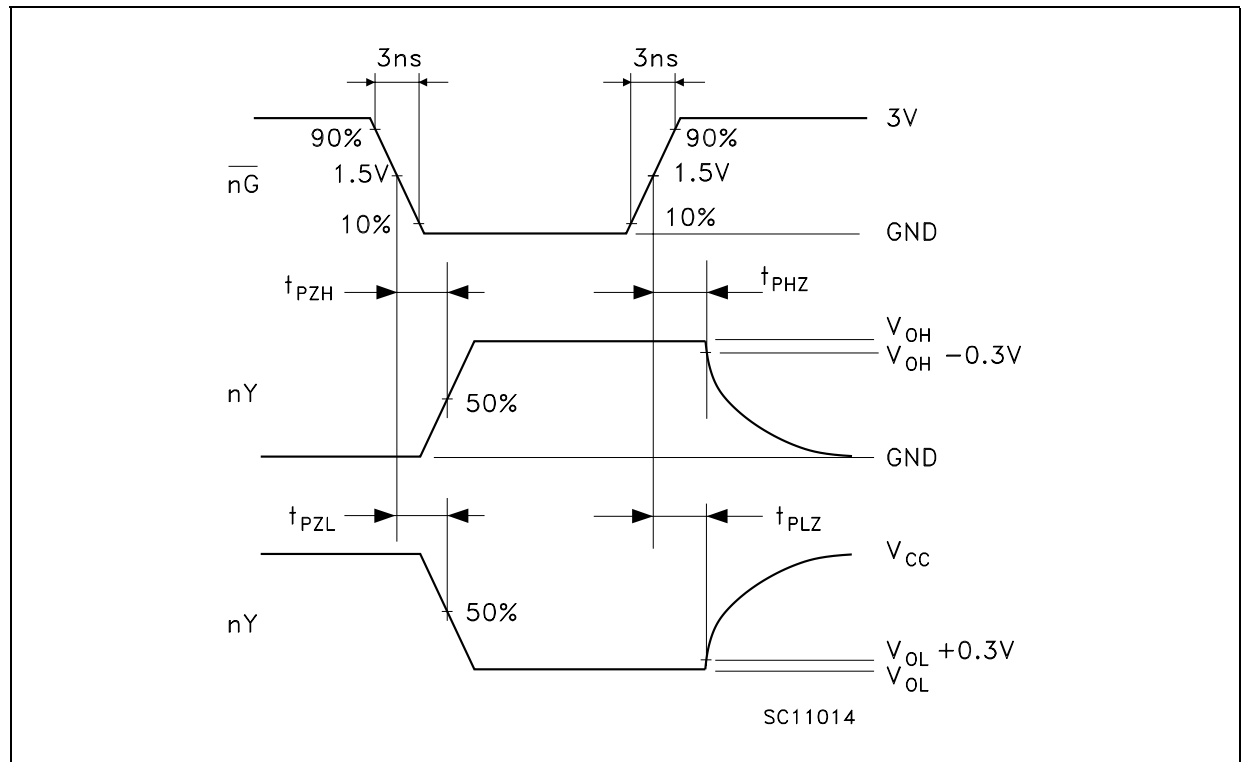 3ns 3ns
3V
90% 90%
nG 1.5V 1.5V
10% 10%
GND
tPZH tPHZ
VOH
VOH −0.3V
nY 50%
GND
tPZL tPLZ
VCC
nY 50%
VOL +0.3V
VOL
SC11014